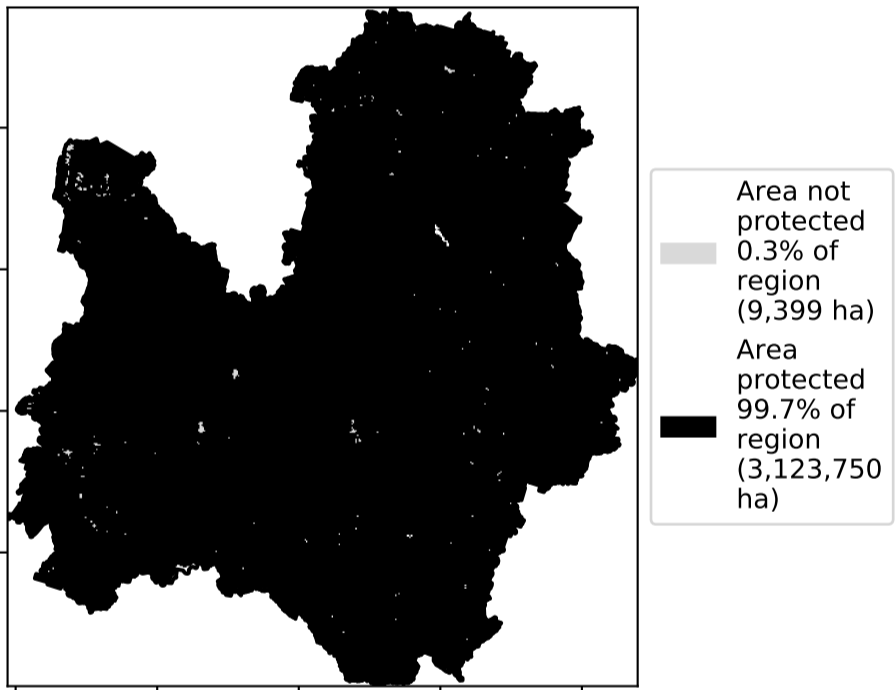 Area not
protected
0.3% of
region
(9,399 ha)
Area
protected
99.7% of
region
(3,123,750
ha)